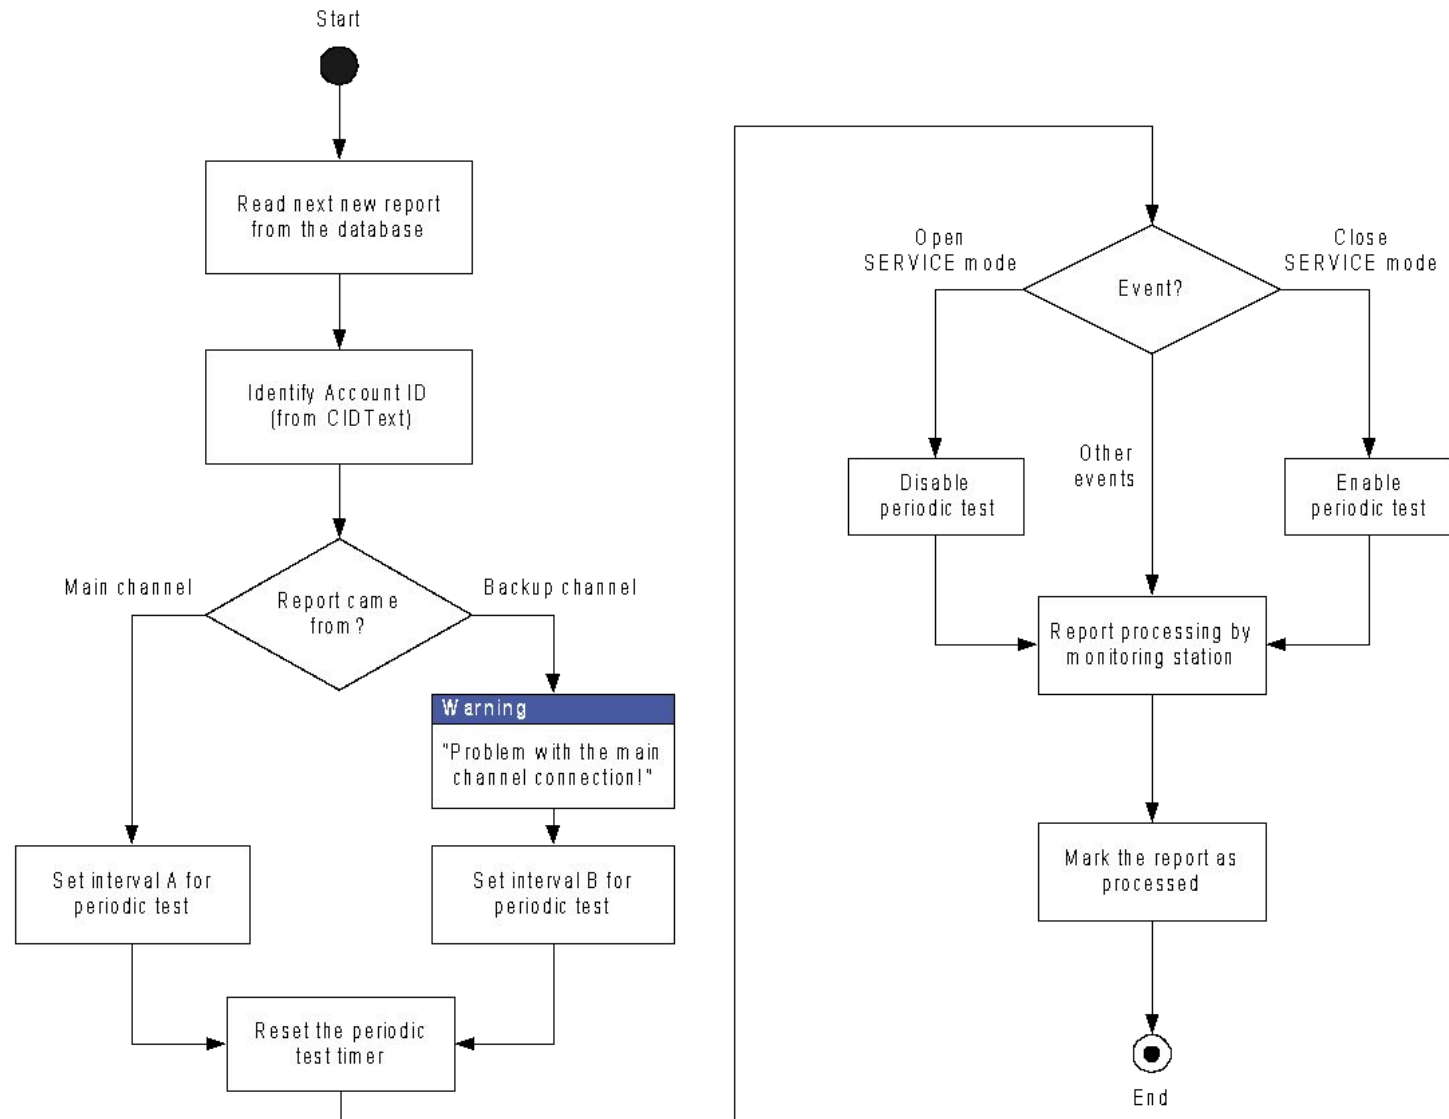 Start
Read next new report
from the database
Identify Account ID
(from CIDText)
Report came
from?
Main channel
Backup channel
Warning
"Problem with the main
channel connection!"
Set interval A for
periodic test
Set interval B for
periodic test
Reset the periodic
test timer
Event?
Open
SERVICE mode
Close
SERVICE mode
Other
events
Disable
periodic test
Enable
periodic test
Report processing by
monitoring station
Mark the report as
processed
End